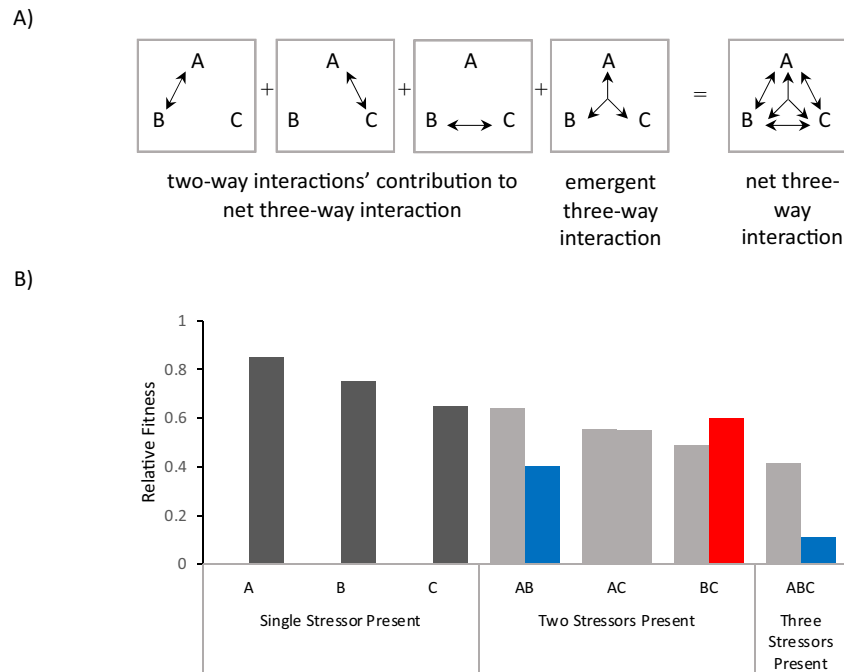 A)
A
B
C
+
A
B
C
+
A
B
C
+
A
B
C
=
A
B
C
two-way interactions’ contribution to
net three-way interaction
emergent
three-way
interaction
net three-
way
interaction
B)
Relative Fitness
1
0.8
0.6
0.4
0.2
0
A
B
C
AB
AC
BC
ABC
Single Stressor Present
Two Stressors Present
Three
Stressors
Present